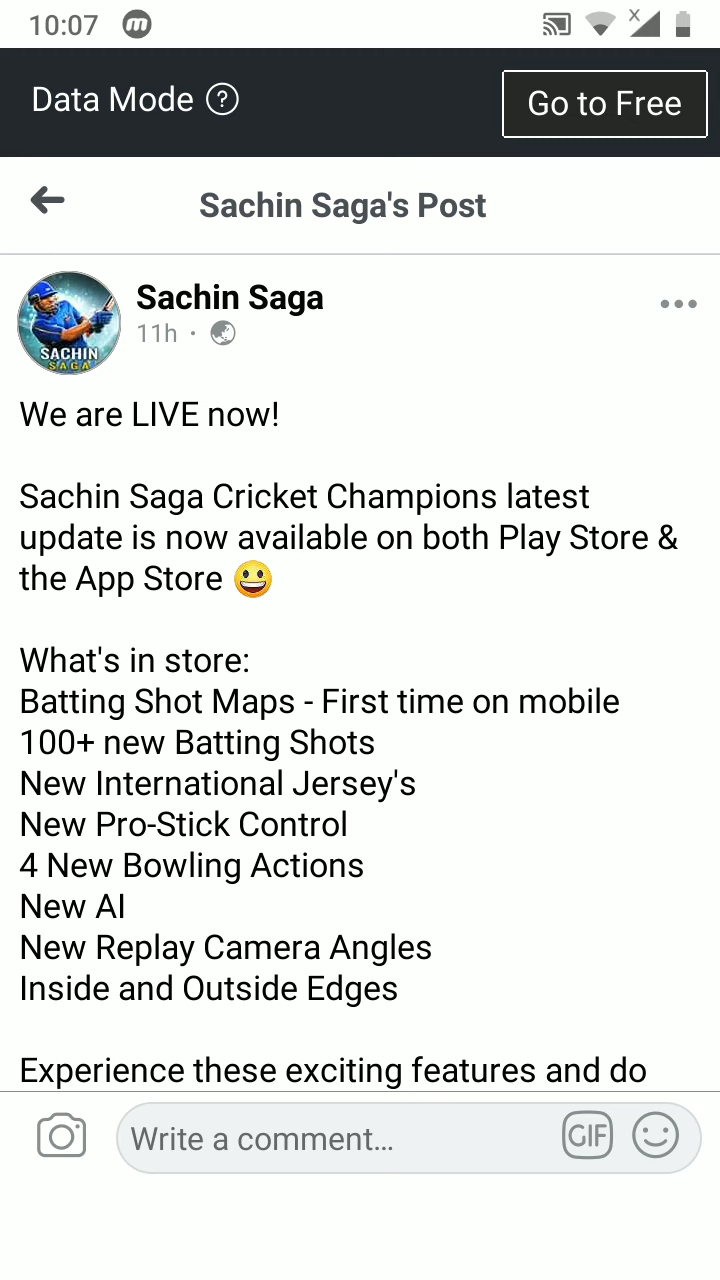 10:07
Data Mode ?
Go to Free
Sachin Saga's Post
SACHIN
SAGA
Sachin Saga
11h ·
We are LIVE now!
Sachin Saga Cricket Champions latest
update is now available on both Play Store &
the App Store 😀
What's in store:
Batting Shot Maps - First time on mobile
100+ new Batting Shots
New International Jersey's
New Pro-Stick Control
4 New Bowling Actions
New AI
New Replay Camera Angles
Inside and Outside Edges
Experience these exciting features and do
Write a comment...
GIF